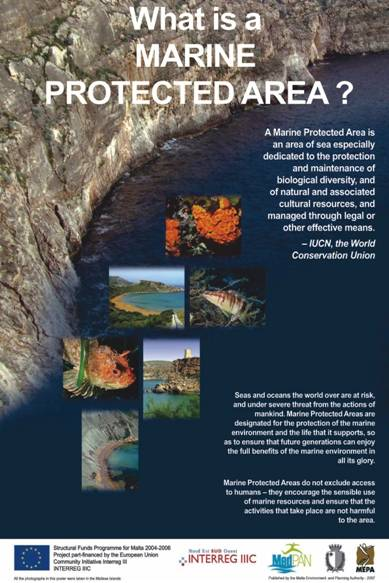 What is a
MARINE
PROTECTED AREA ?
A Marine Protected Area is
an area of sea especially
dedicated to the protection
and maintenance of
biological diversity, and
of natural and associated
cultural resources, and
managed through legal or
other effective means.
– IUCN, the World
Conservation Union
Seas and oceans the world over are at risk,
and under severe threat from the actions of
mankind. Marine Protected Areas are
designated for the protection of the marine
environment and the life that it supports, so
as to ensure that future generations can enjoy
the full benefits of the marine environment in
all its glory.
Marine Protected Areas do not exclude access
to humans – they encourage the sensible use
of marine resources and ensure that the
activities that take place are not harmful
to the area.
Structural Funds Programme for Malta 2004-2006
Project part-financed by the European Union
Community Initiative Interreg III
INTERREG IIIC
Nord Est SUD Ouest
INTERREG IIIC
MedPAN
MEPA
All the photographs in this poster were taken in the Maltese Islands
Published by the Malta Environment and Planning Authority - 2007